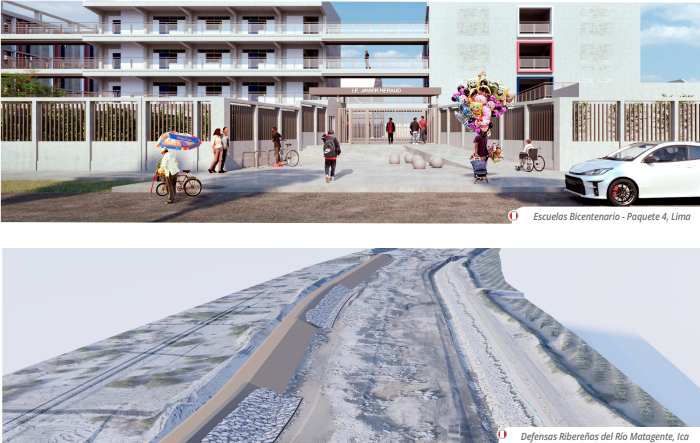 I.E. JAVIER HERAUD
Escuelas Bicentenario - Paquete 4, Lima
Defensas Ribereñas del Río Matagente, Ica